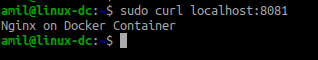 amil@linux-dc:~$ sudo curl localhost:8081
Nginx on Docker Container
amil@linux-dc:~$